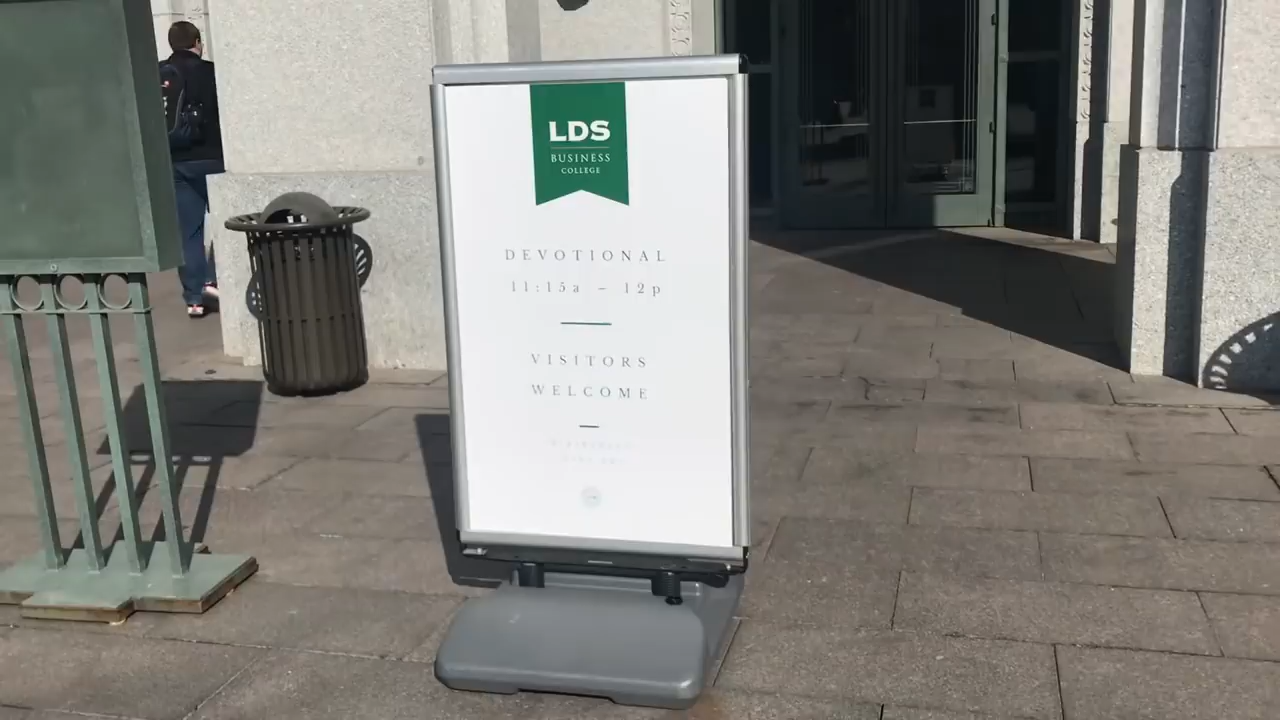 LDS
BUSINESS
COLLEGE
DEVOTIONAL
11:15a – 12p
VISITORS
WELCOME